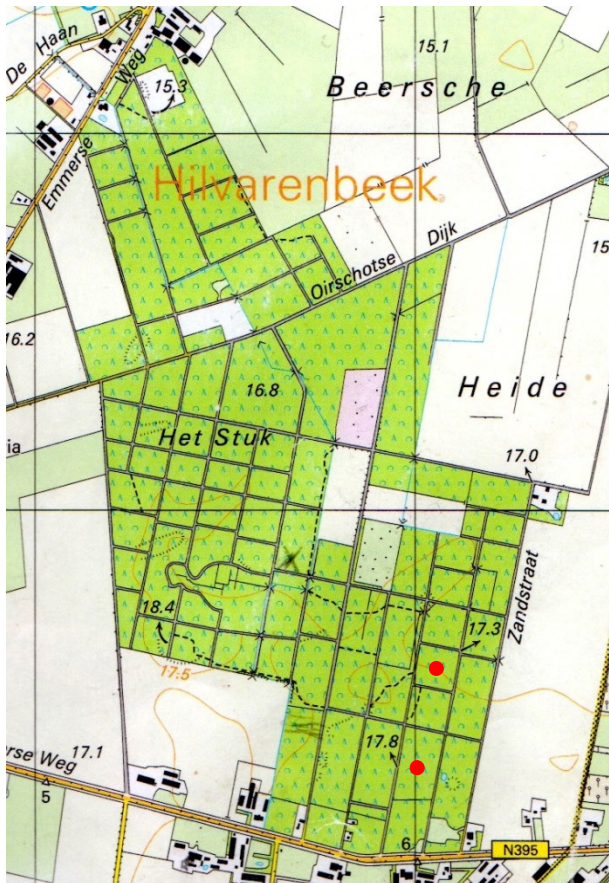 De Haan
Weg
Emmerse
15.3
15.1
Beersche
Hilvarenbeek
Oirschotse
Dijk
15
16.2
16.8
Heide
Het Stuk
17.0
Zandstraat
18.4
17.3
17.5
17.8
rse Weg
17.1
5
6
N395